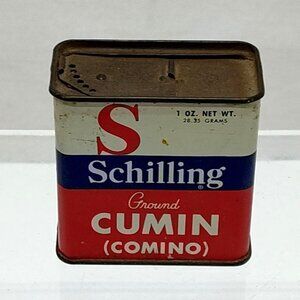 S
1 OZ. NET WT.
28.35 GRAMS
Schilling
Ground
CUMIN
(COMINO)